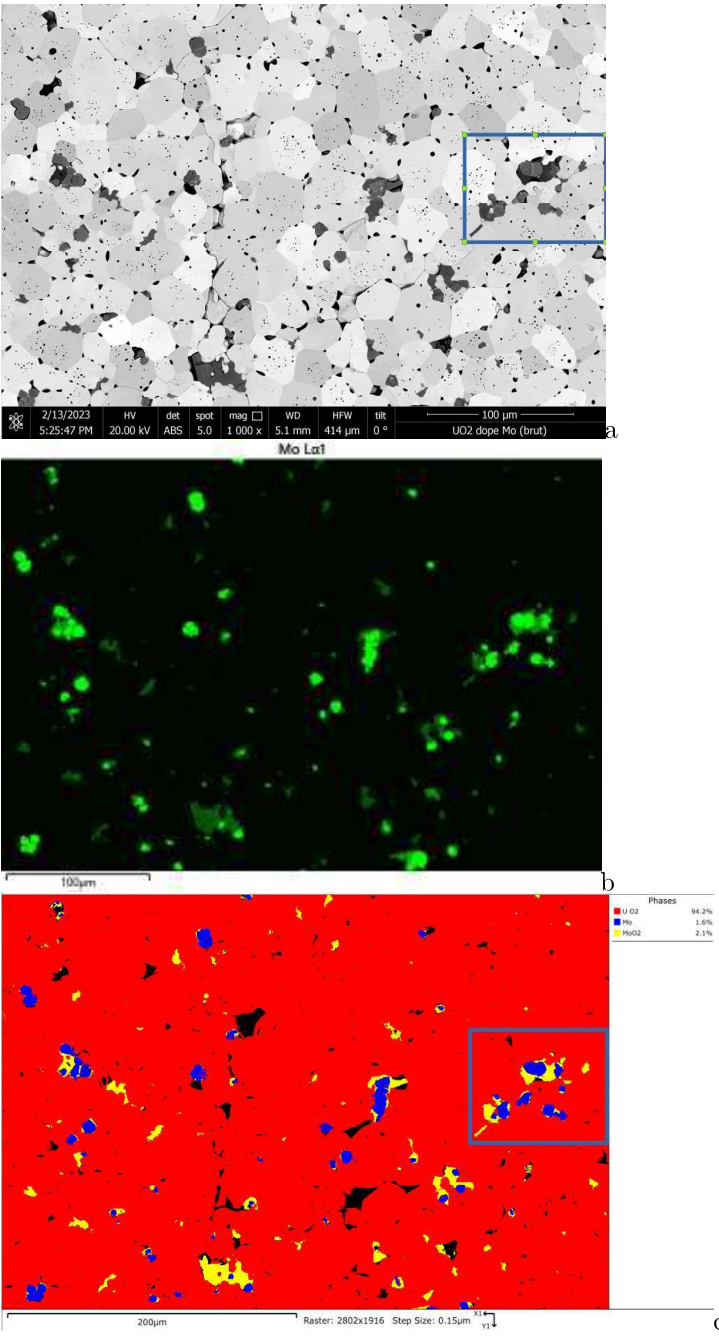 2/13/2023 HV det spot mag WD HFW tilt 100 µm
5:25:47 PM 20.00 kV ABS 5.0 1 000 x 5.1 mm 414 µm 0 ° UO2 dope Mo (brut)
a
Mo Lα1
100µm
b
Phases
U O2 94.2%
Mo 1.6%
MoO2 2.1%
200µm Raster: 2802x1916 Step Size: 0.15µm X1
Y1
c